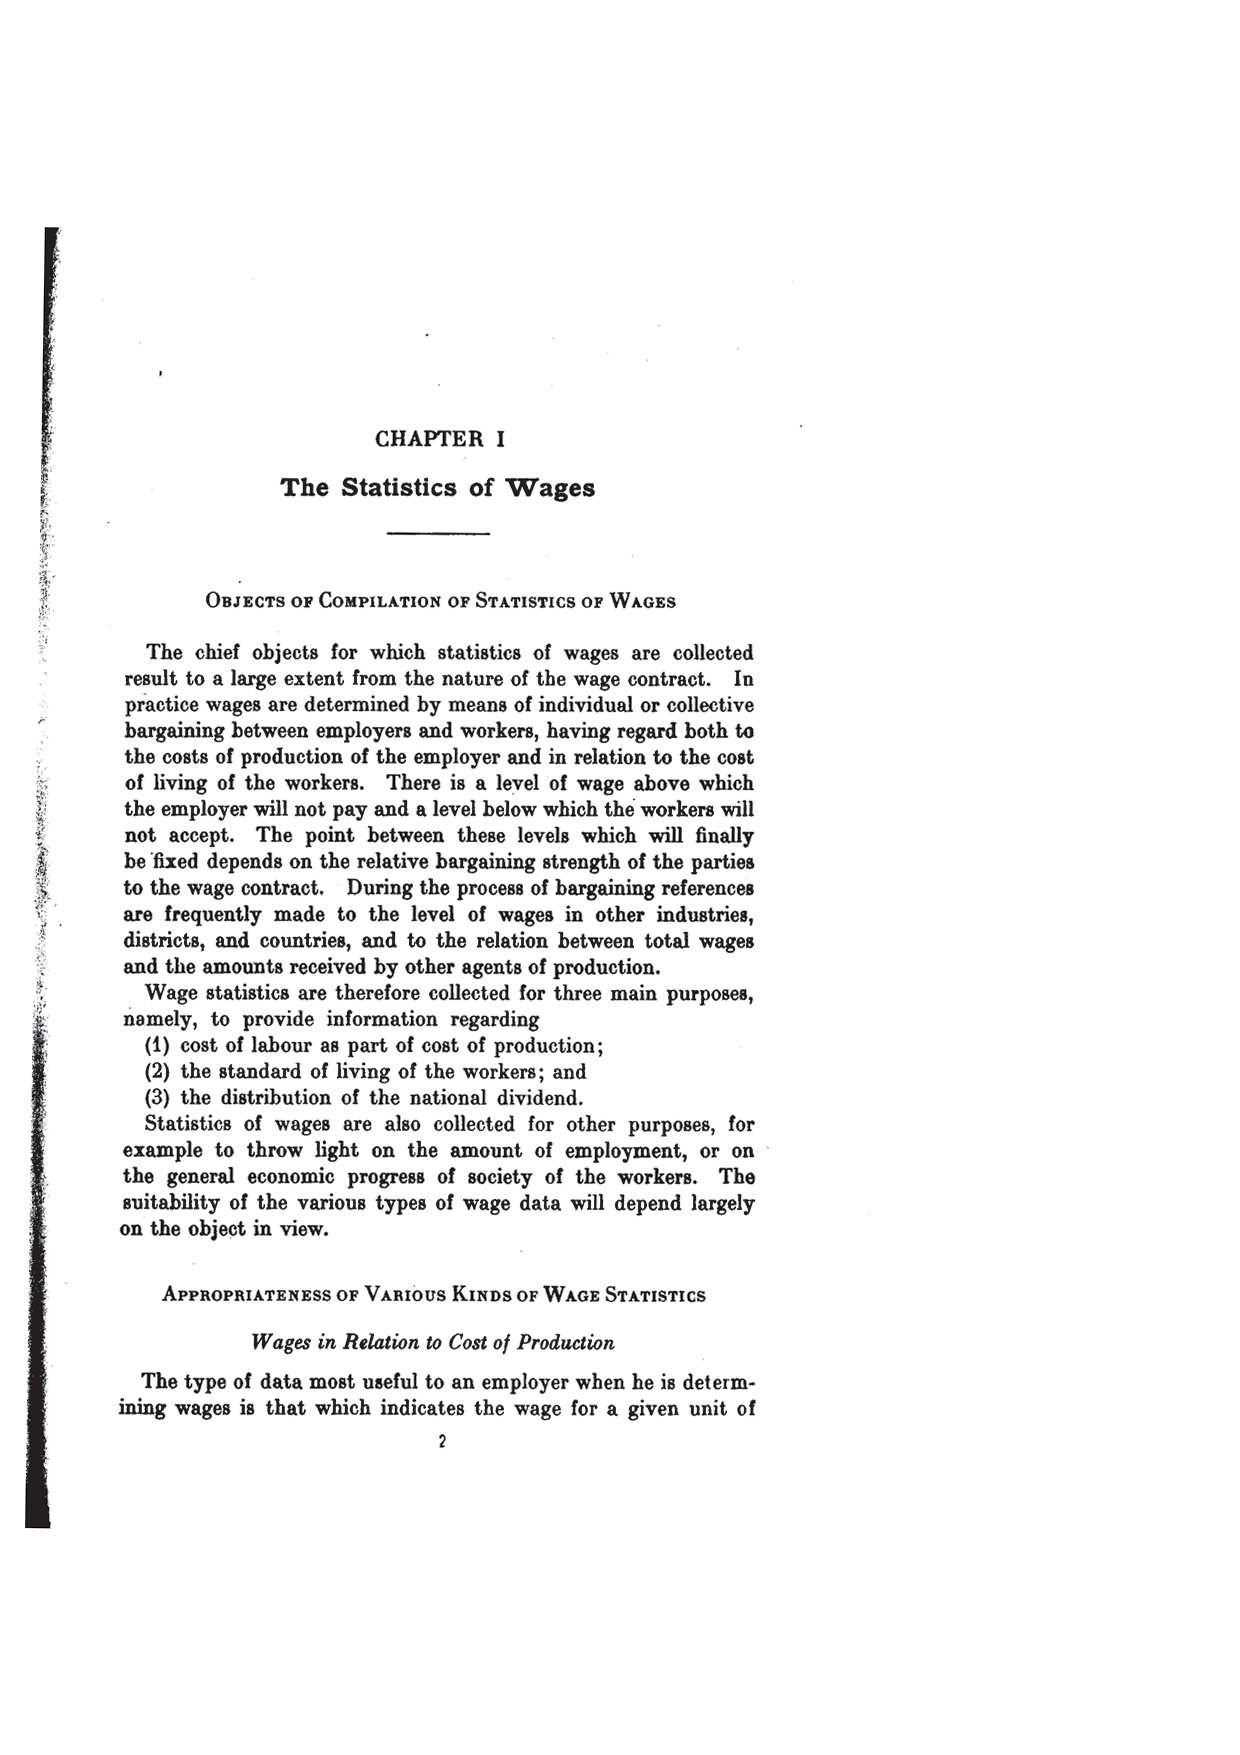 CHAPTER I
The Statistics of Wages
OBJECTS OF COMPILATION OF STATISTICS OF WAGES
The chief objects for which statistics of wages are collected
result to a large extent from the nature of the wage contract. In
practice wages are determined by means of individual or collective
bargaining between employers and workers, having regard both to
the costs of production of the employer and in relation to the cost
of living of the workers. There is a level of wage above which
the employer will not pay and a level below which the workers will
not accept. The point between these levels which will finally
be fixed depends on the relative bargaining strength of the parties
to the wage contract. During the process of bargaining references
are frequently made to the level of wages in other industries,
districts, and countries, and to the relation between total wages
and the amounts received by other agents of production.
Wage statistics are therefore collected for three main purposes,
namely, to provide information regarding
(1) cost of labour as part of cost of production;
(2) the standard of living of the workers; and
(3) the distribution of the national dividend.
Statistics of wages are also collected for other purposes, for
example to throw light on the amount of employment, or on
the general economic progress of society of the workers. The
suitability of the various types of wage data will depend largely
on the object in view.
APPROPRIATENESS OF VARIOUS KINDS OF WAGE STATISTICS
Wages in Relation to Cost of Production
The type of data most useful to an employer when he is determ-
ining wages is that which indicates the wage for a given unit of
2